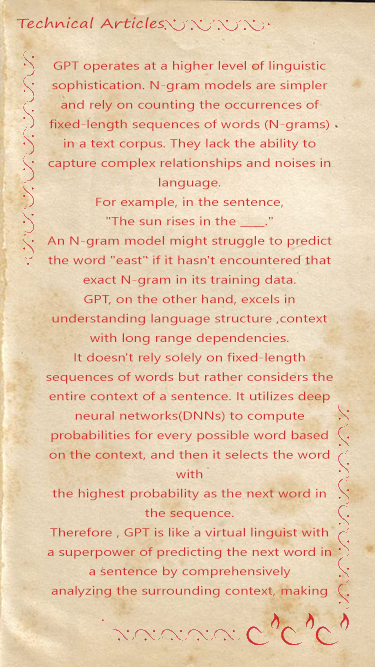 Technical Articles
GPT operates at a higher level of linguistic
sophistication. N-gram models are simpler
and rely on counting the occurrences of
fixed-length sequences of words (N-grams)
in a text corpus. They lack the ability to
capture complex relationships and noises in
language.
For example, in the sentence,
"The sun rises in the ____."
An N-gram model might struggle to predict
the word "east" if it hasn't encountered that
exact N-gram in its training data.
GPT, on the other hand, excels in
understanding language structure ,context
with long range dependencies.
It doesn't rely solely on fixed-length
sequences of words but rather considers the
entire context of a sentence. It utilizes deep
neural networks(DNNs) to compute
probabilities for every possible word based
on the context, and then it selects the word
with
the highest probability as the next word in
the sequence.
Therefore , GPT is like a virtual linguist with
a superpower of predicting the next word in
a sentence by comprehensively
analyzing the surrounding context, making